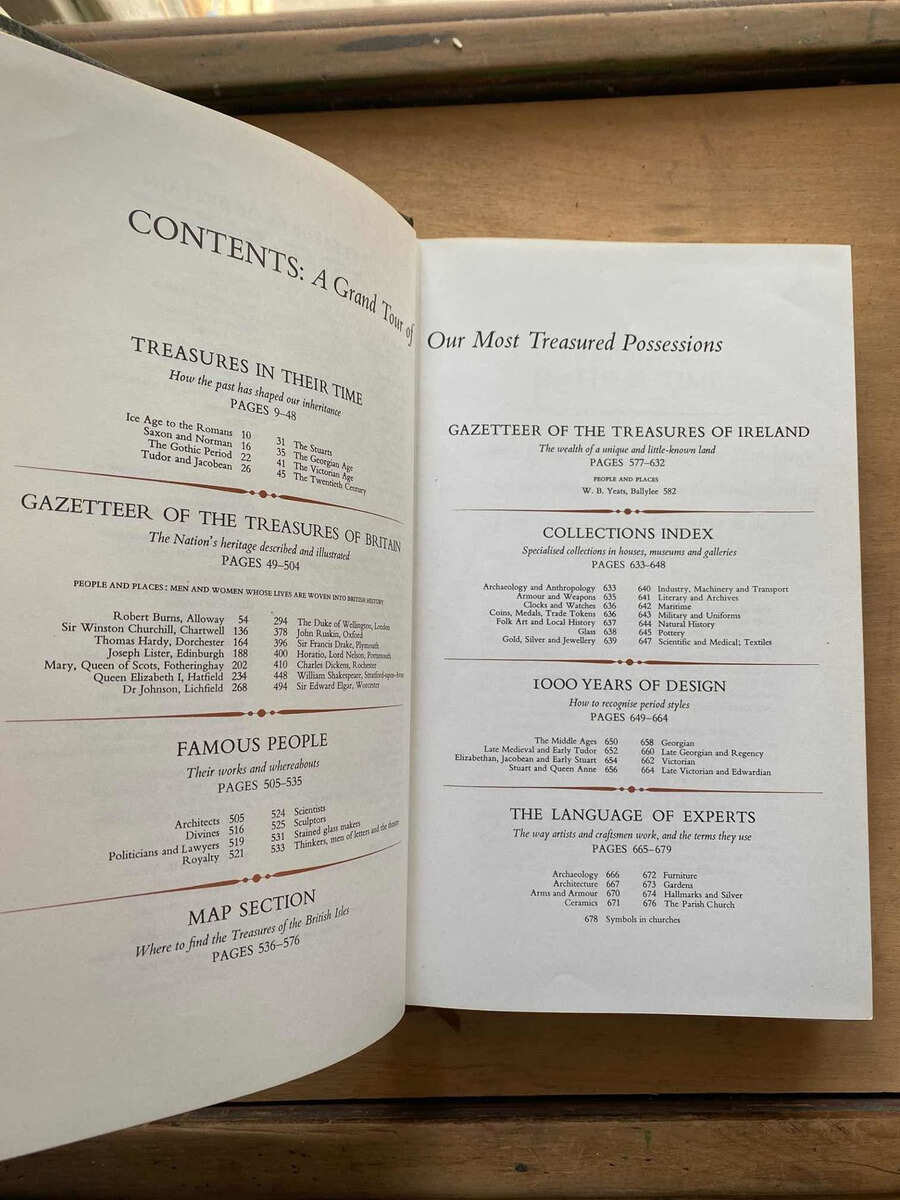 CONTENTS: A Grand Tour of
TREASURES IN THEIR TIME
How the past has shaped our inheritance
PAGES 9–48
Ice Age to the Romans 10
Saxon and Norman 16
The Gothic Period 22
Tudor and Jacobean 26
31 The Stuarts
35 The Georgian Age
41 The Victorian Age
45 The Twentieth Century
GAZETTEER OF THE TREASURES OF BRITAIN
The Nation's heritage described and illustrated
PAGES 49–504
PEOPLE AND PLACES: MEN AND WOMEN WHOSE LIVES ARE WOVEN INTO BRITISH HISTORY
Robert Burns, Alloway 54
Sir Winston Churchill, Chartwell 136
Thomas Hardy, Dorchester 164
Joseph Lister, Edinburgh 188
Mary, Queen of Scots, Fotheringhay 202
Queen Elizabeth I, Hatfield 234
Dr Johnson, Lichfield 268
294 The Duke of Wellington, London
378 John Ruskin, Oxford
396 Sir Francis Drake, Plymouth
400 Horatio, Lord Nelson, Portsmouth
410 Charles Dickens, Rochester
448 William Shakespeare, Stratford-upon-Avon
494 Sir Edward Elgar, Worcester
FAMOUS PEOPLE
Their works and whereabouts
PAGES 505–535
Architects 505
Divines 516
Politicians and Lawyers 519
Royalty 521
524 Scientists
525 Sculptors
531 Stained glass makers
533 Thinkers, men of letters and the theatre
MAP SECTION
Where to find the Treasures of the British Isles
PAGES 536–576
Our Most Treasured Possessions
GAZETTEER OF THE TREASURES OF IRELAND
The wealth of a unique and little-known land
PAGES 577–632
PEOPLE AND PLACES
W. B. Yeats, Ballylee 582
COLLECTIONS INDEX
Specialised collections in houses, museums and galleries
PAGES 633–648
Archaeology and Anthropology 633
Armour and Weapons 635
Clocks and Watches 636
Coins, Medals, Trade Tokens 636
Folk Art and Local History 637
Glass 638
Gold, Silver and Jewellery 639
640 Industry, Machinery and Transport
641 Literary and Archives
642 Maritime
643 Military and Uniforms
644 Natural History
645 Pottery
647 Scientific and Medical; Textiles
1000 YEARS OF DESIGN
How to recognise period styles
PAGES 649–664
The Middle Ages 650
Late Medieval and Early Tudor 652
Elizabethan, Jacobean and Early Stuart 654
Stuart and Queen Anne 656
658 Georgian
660 Late Georgian and Regency
662 Victorian
664 Late Victorian and Edwardian
THE LANGUAGE OF EXPERTS
The way artists and craftsmen work, and the terms they use
PAGES 665–679
Archaeology 666
Architecture 667
Arms and Armour 670
Ceramics 671
672 Furniture
673 Gardens
674 Hallmarks and Silver
676 The Parish Church
678 Symbols in churches